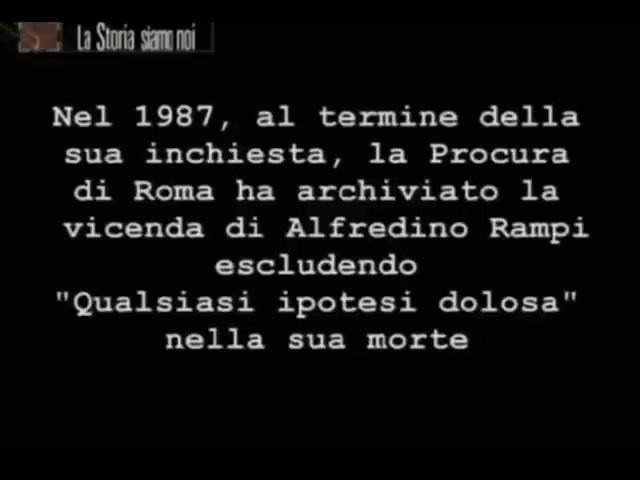 La Storia siamo noi
Nel 1987, al termine della
sua inchiesta, la Procura
di Roma ha archiviato la
vicenda di Alfredino Rampi
escludendo
"Qualsiasi ipotesi dolosa"
nella sua morte